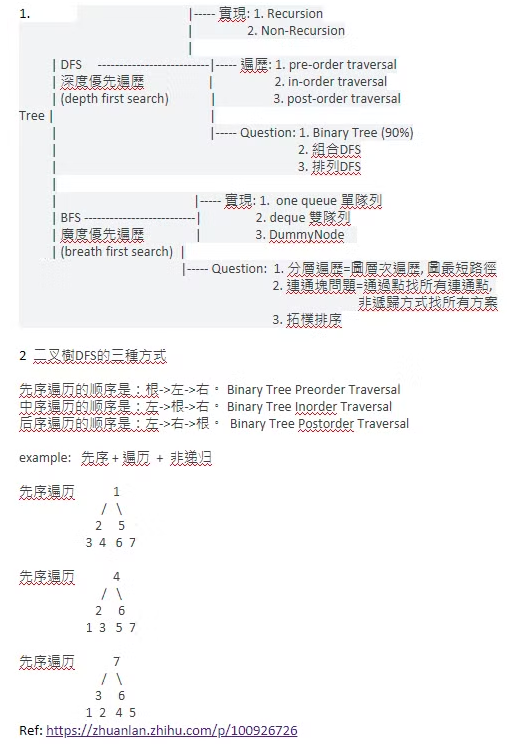 1.                                          |----- 實現: 1. Recursion
|                  2. Non-Recursion
|
| DFS    --------------------------|----- 遍歷: 1. pre-order traversal
| 深度優先遍歷                    |                  2. in-order traversal
| (depth first search)            |                  3. post-order traversal
Tree |                                          |
|                                          |----- Question: 1. Binary Tree (90%)
|                                                                2. 組合DFS
|                                                                3. 排列DFS
|
|                                       |----- 實現: 1.  one queue 單隊列
| BFS --------------------------|                  2. deque 雙隊列
| 廣度優先遍歷                 |                  3. DummyNode
| (breath first search)  |
|----- Question:  1. 分層遍歷=圖層次遍歷, 圖最短路徑
2. 連通塊問題=通過點找所有連通點,
非遞歸方式找所有方案
3. 拓樸排序
2  二叉樹DFS的三種方式
先序遍历的顺序是：根->左->右。 Binary Tree Preorder Traversal
中序遍历的顺序是：左->根->右。 Binary Tree Inorder Traversal
后序遍历的顺序是：左->右->根。  Binary Tree Postorder Traversal
example:   先序 + 遍历  +  非递归
先序遍历          1
/  \
2    5
3  4   6  7
先序遍历          4
/  \
2    6
1  3   5  7
先序遍历          7
/  \
3    6
1  2   4  5
Ref: https://zhuanlan.zhihu.com/p/100926726